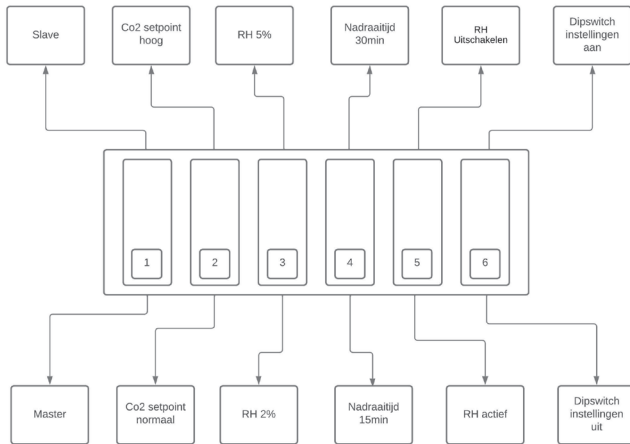 Slave
Co2 setpoint
hoog
RH 5%
Nadraaitijd
30min
RH
Uitschakelen
Dipswitch
instellingen
aan
1
2
3
4
5
6
Master
Co2 setpoint
normaal
RH 2%
Nadraaitijd
15min
RH actief
Dipswitch
instellingen
uit